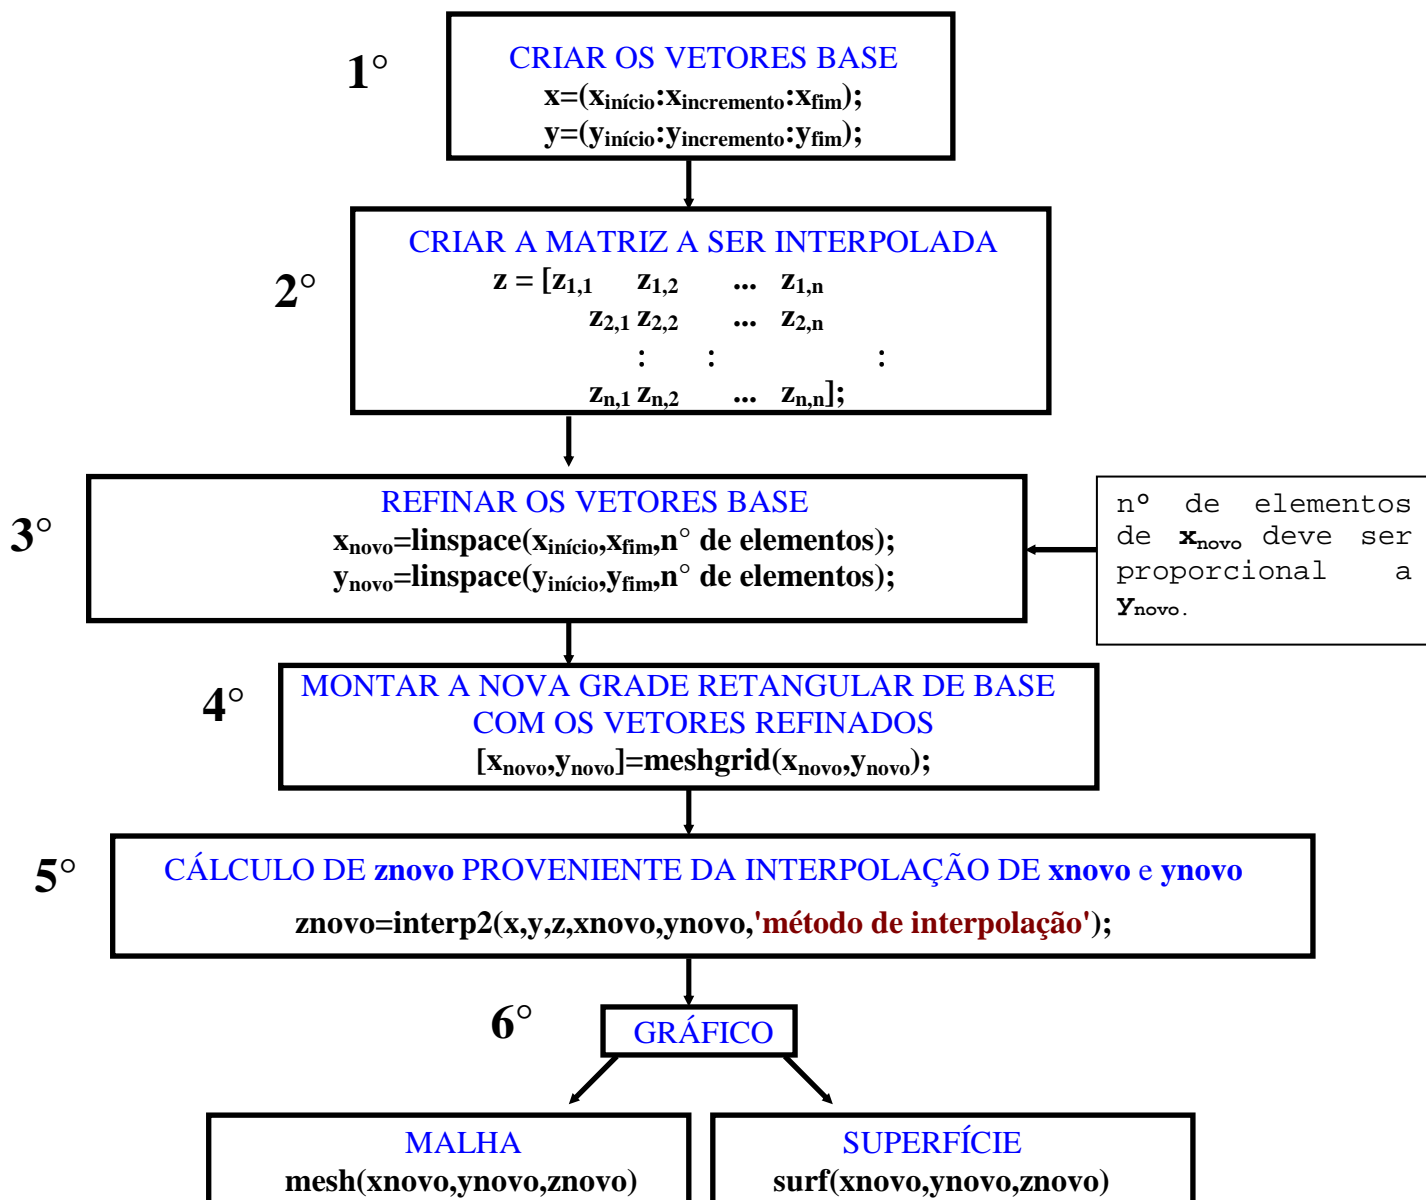 1°
CRIAR OS VETORES BASE
x=(xinício:xincremento:xfim);
y=(yinício:yincremento:yfim);
2°
CRIAR A MATRIZ A SER INTERPOLADA
z = [z1,1 z1,2 ... z1,n
z2,1 z2,2 ... z2,n
: : :
zn,1 zn,2 ... zn,n];
3°
REFINAR OS VETORES BASE
xnovo=linspace(xinício,xfim,n° de elementos);
ynovo=linspace(yinício,yfim,n° de elementos);
nº de elementos
de xnovo deve ser
proporcional a
ynovo.
4°
MONTAR A NOVA GRADE RETANGULAR DE BASE
COM OS VETORES REFINADOS
[xnovo,ynovo]=meshgrid(xnovo,ynovo);
5°
CÁLCULO DE znovo PROVENIENTE DA INTERPOLAÇÃO DE xnovo e ynovo
znovo=interp2(x,y,z,xnovo,ynovo,'método de interpolação');
6°
GRÁFICO
MALHA
mesh(xnovo,ynovo,znovo)
SUPERFÍCIE
surf(xnovo,ynovo,znovo)